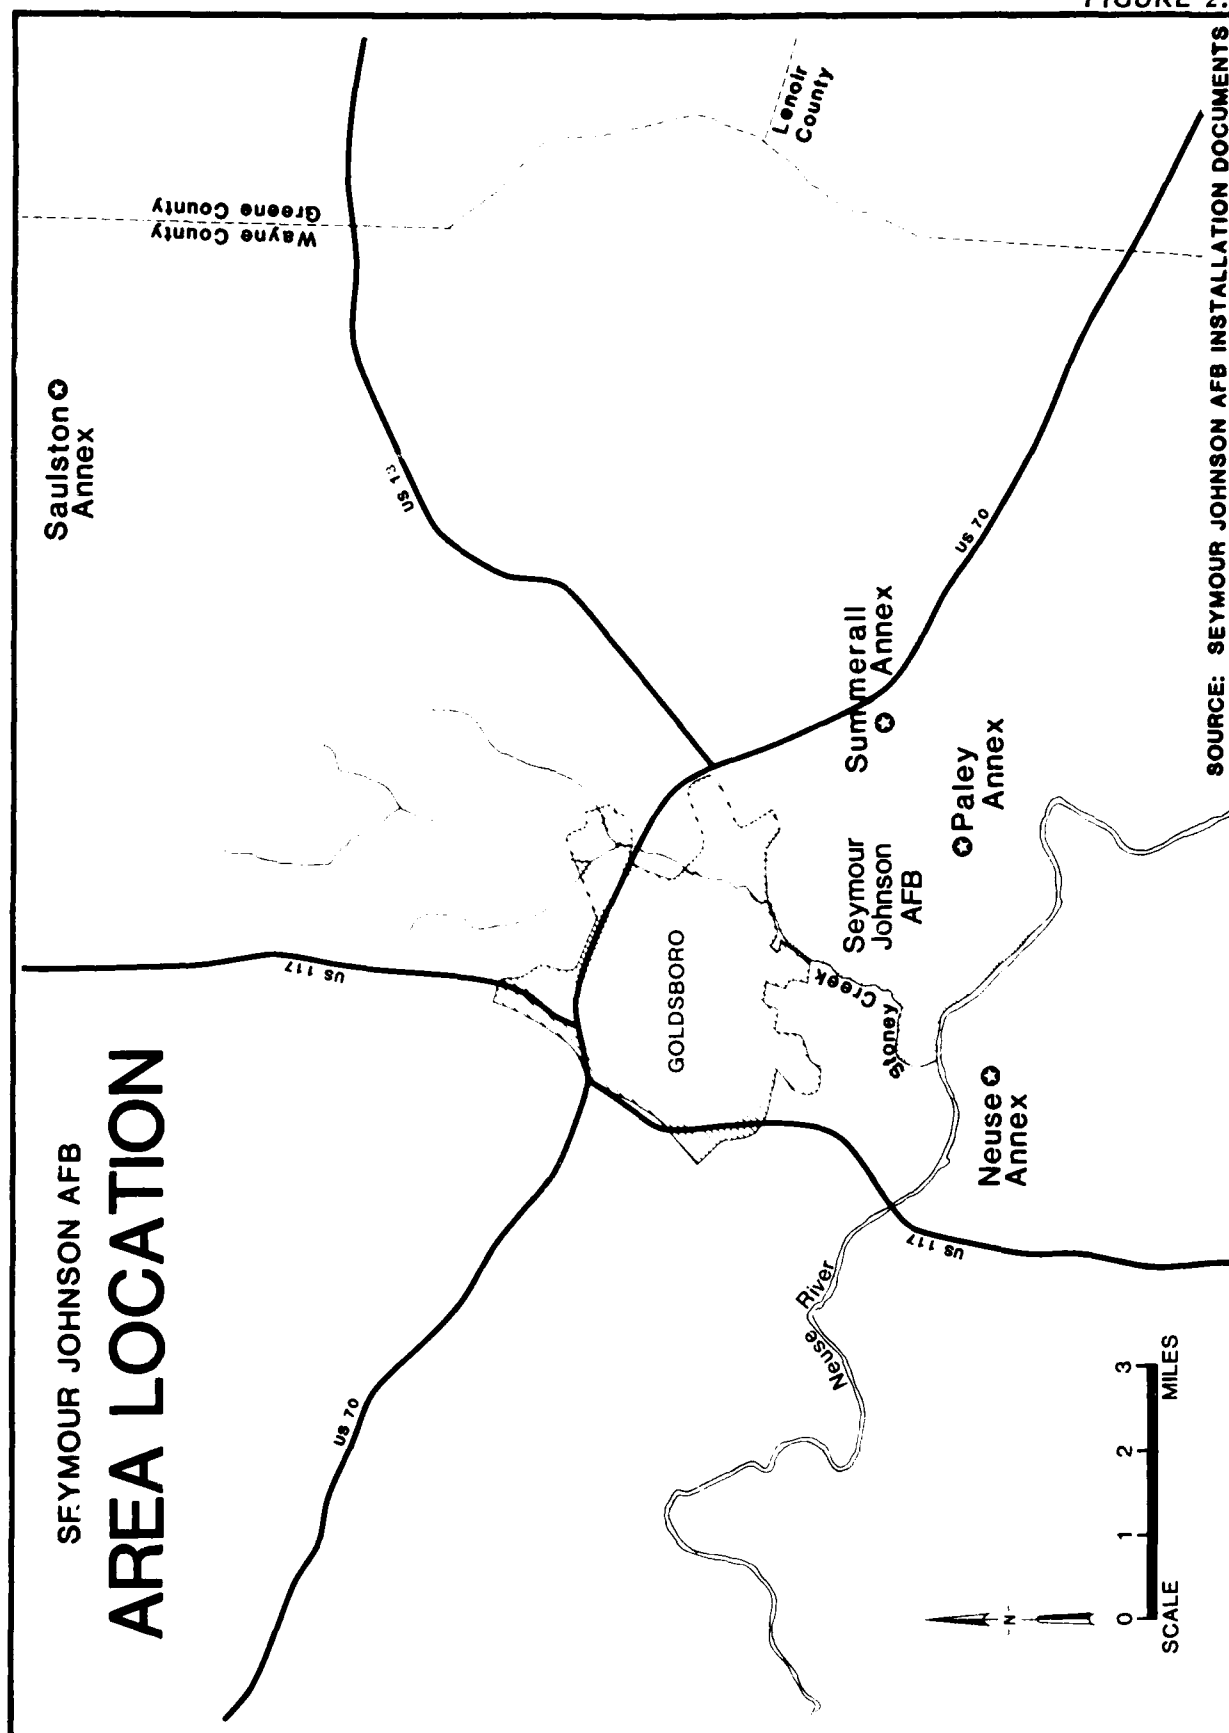 FIGURE 2.
SEYMOUR JOHNSON AFB
AREA LOCATION
Saulston
Annex
Wayne County
Greene County
Lenoir
County
US 13
US 117
US 70
US 70
GOLDSBORO
Seymour
Johnson
AFB
Summerall
Annex
Paley
Annex
Stoney Creek
Neuse
Annex
US 117
Neuse River
0 1 2 3
SCALE MILES
N
SOURCE: SEYMOUR JOHNSON AFB INSTALLATION DOCUMENTS